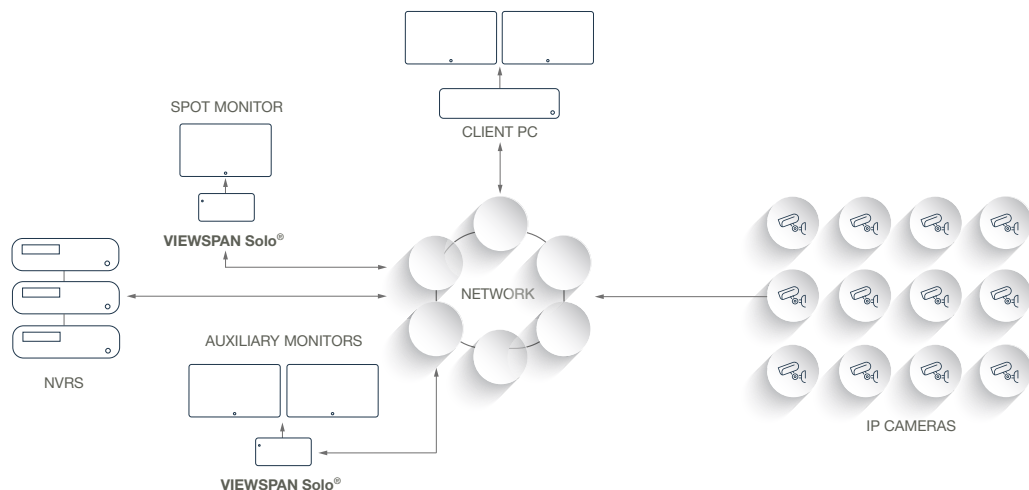 SPOT MONITOR
CLIENT PC
VIEWSPAN Solo®
NETWORK
AUXILIARY MONITORS
NVRS
IP CAMERAS
VIEWSPAN Solo®